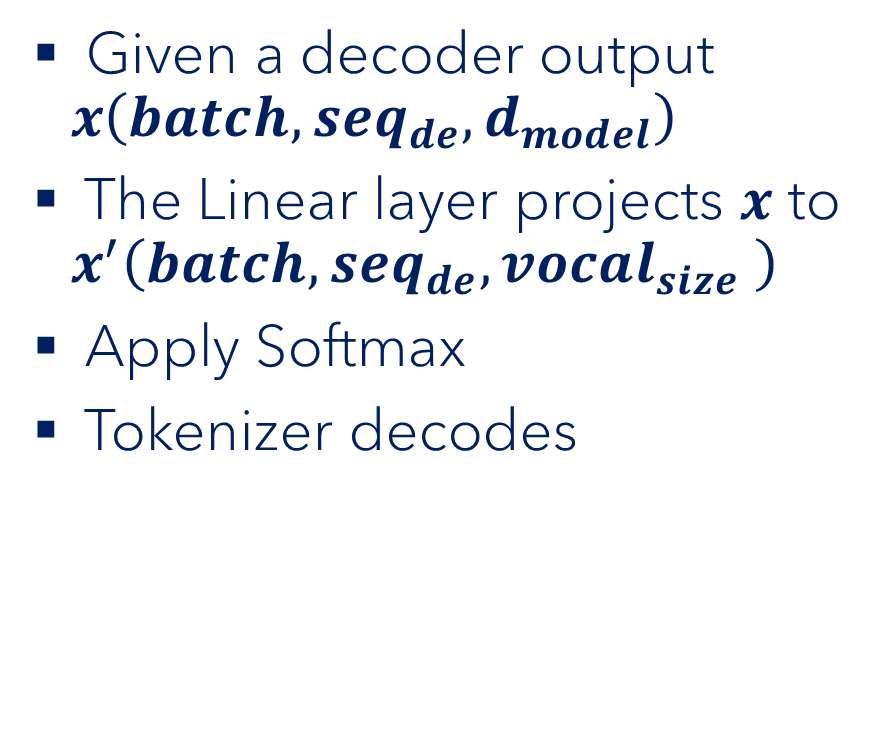 ▪ Given a decoder output
x(batch, seq_de, d_model)
▪ The Linear layer projects x to
x′(batch, seq_de, vocal_size )
▪ Apply Softmax
▪ Tokenizer decodes